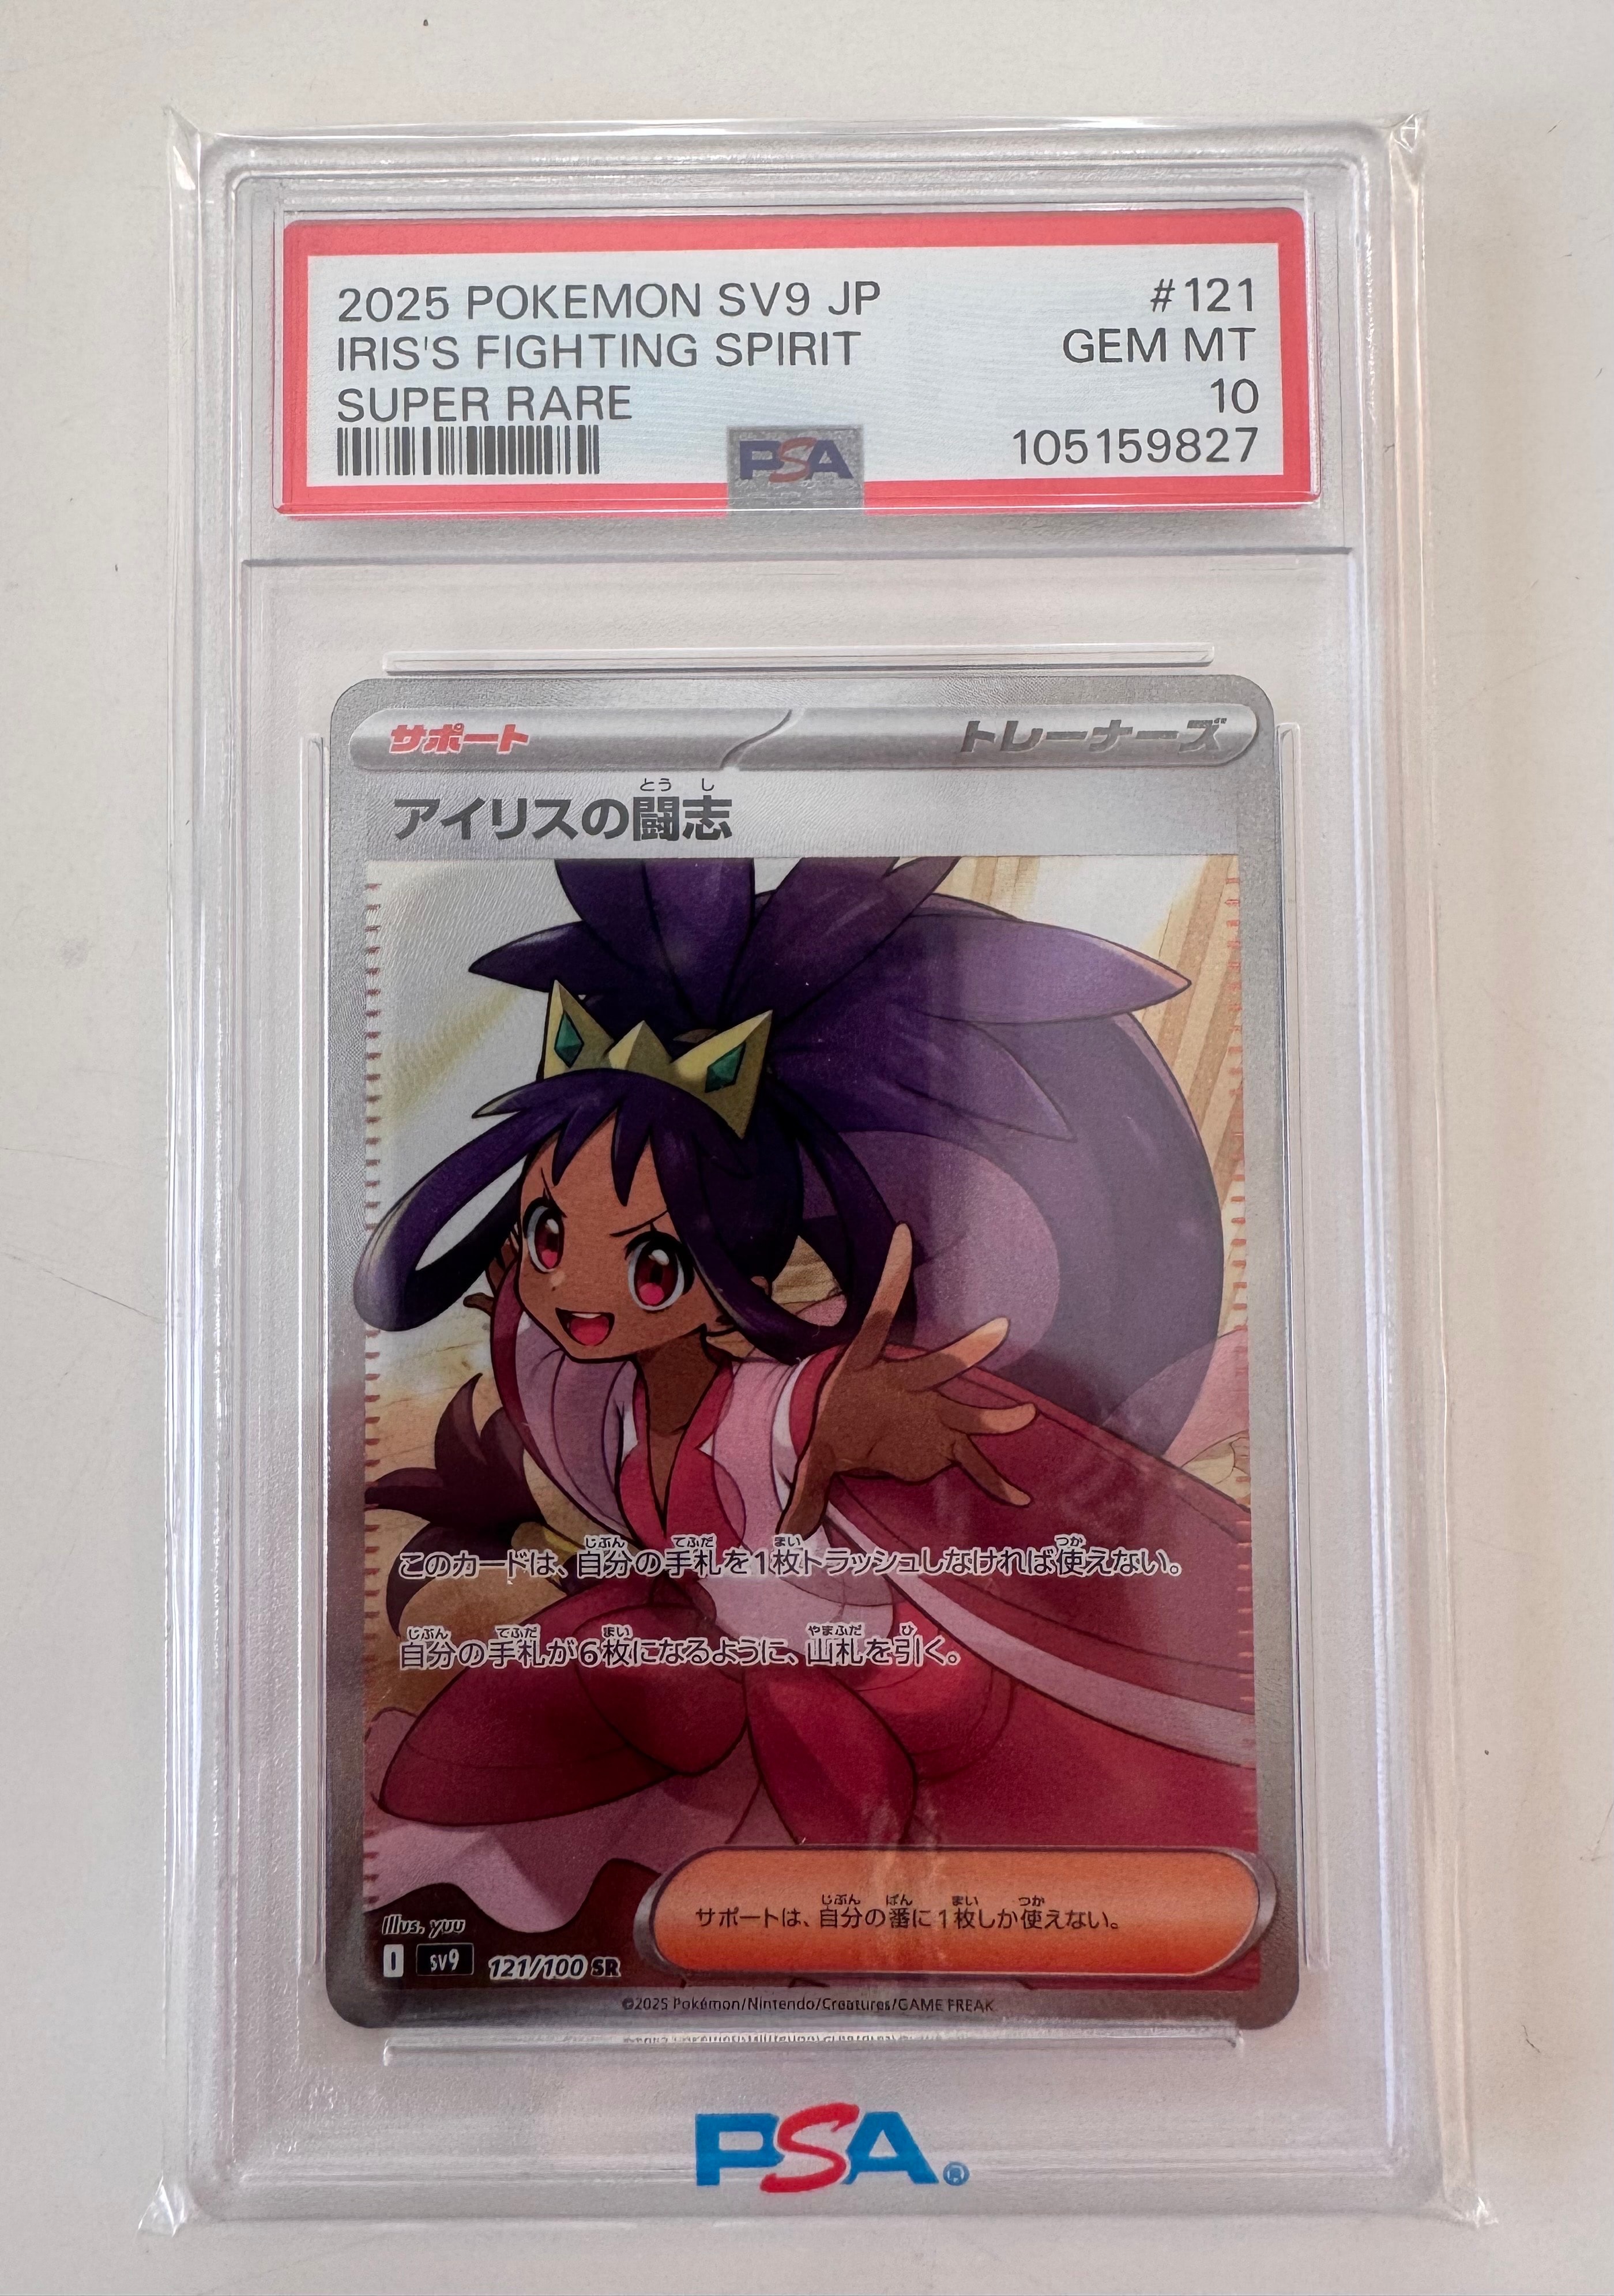 2025 POKEMON SV9 JP #121
IRIS'S FIGHTING SPIRIT GEM MT
SUPER RARE 10
105159827
PSA
サポート トレーナーズ
とうし
アイリスの闘志
じぶん てふだ まい つか
このカードは、自分の手札を1枚トラッシュしなければ使えない。
じぶん てふだ まい やまふだ ひ
自分の手札が6枚になるように、山札を引く。
じぶん ばん まい つか
サポートは、自分の番に1枚しか使えない。
Illus. yuu
I SV9 121/100 SR
©2025 Pokémon/Nintendo/Creatures/GAME FREAK
PSA®